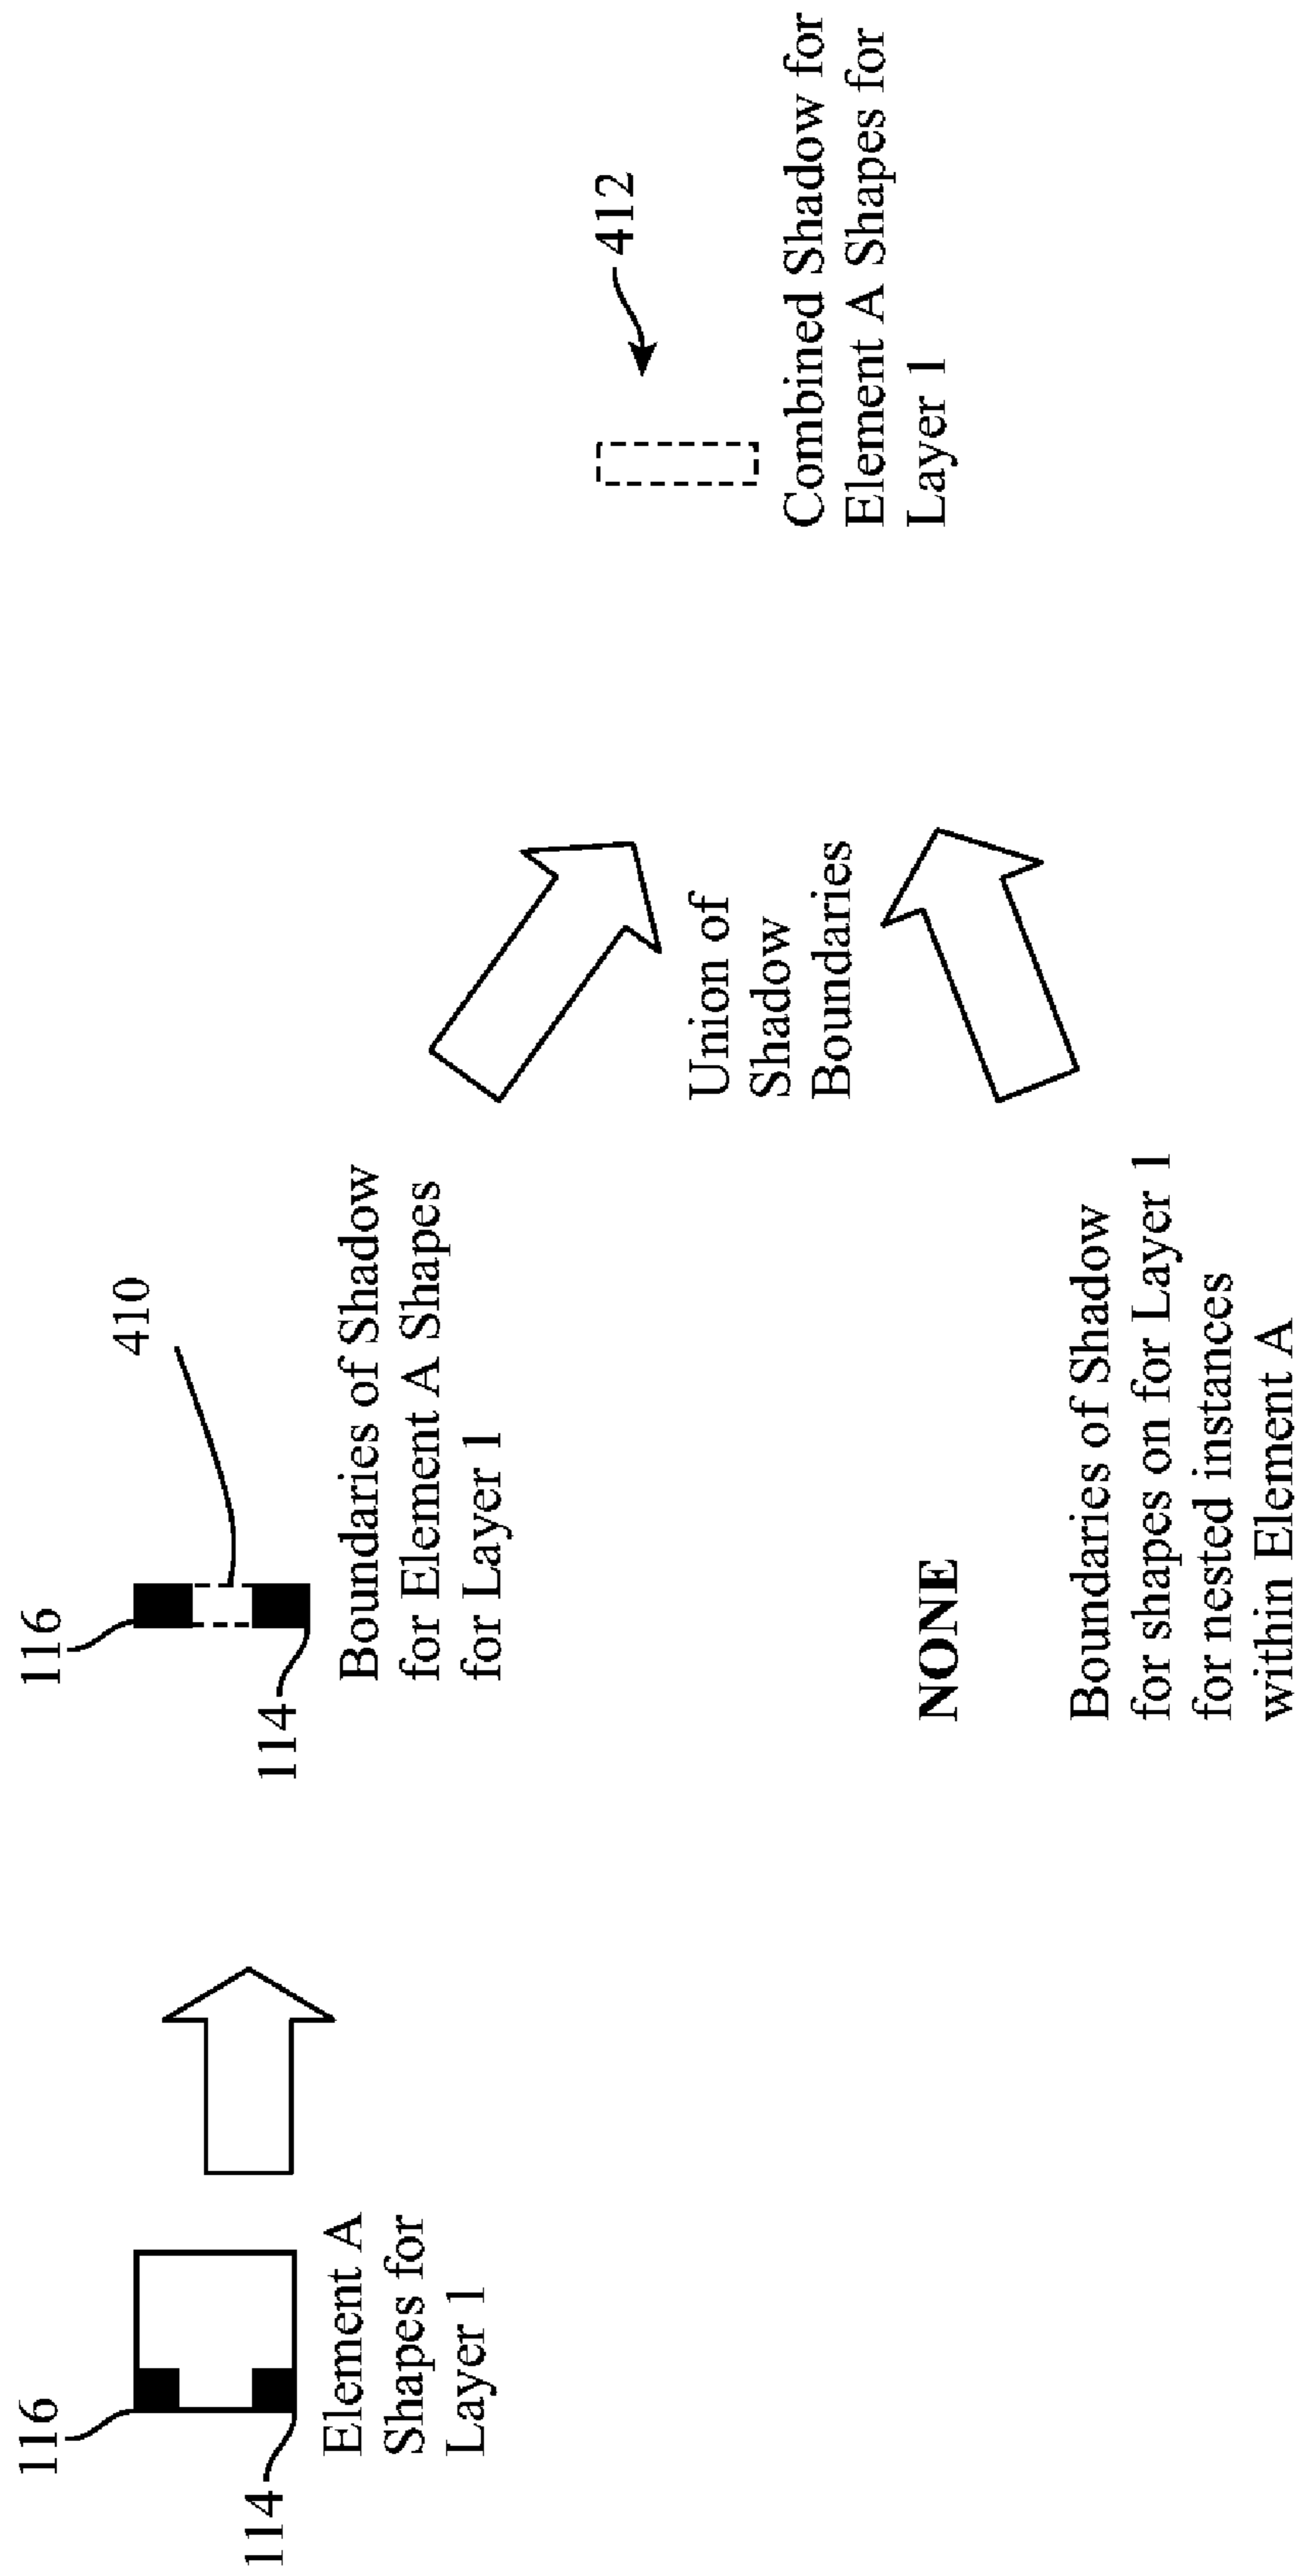 116
114
Element A
Shapes for
Layer 1
116
114
410
Boundaries of Shadow
for Element A Shapes
for Layer 1
NONE
Boundaries of Shadow
for shapes on for Layer 1
for nested instances
within Element A
Union of
Shadow
Boundaries
412
Combined Shadow for
Element A Shapes for
Layer 1